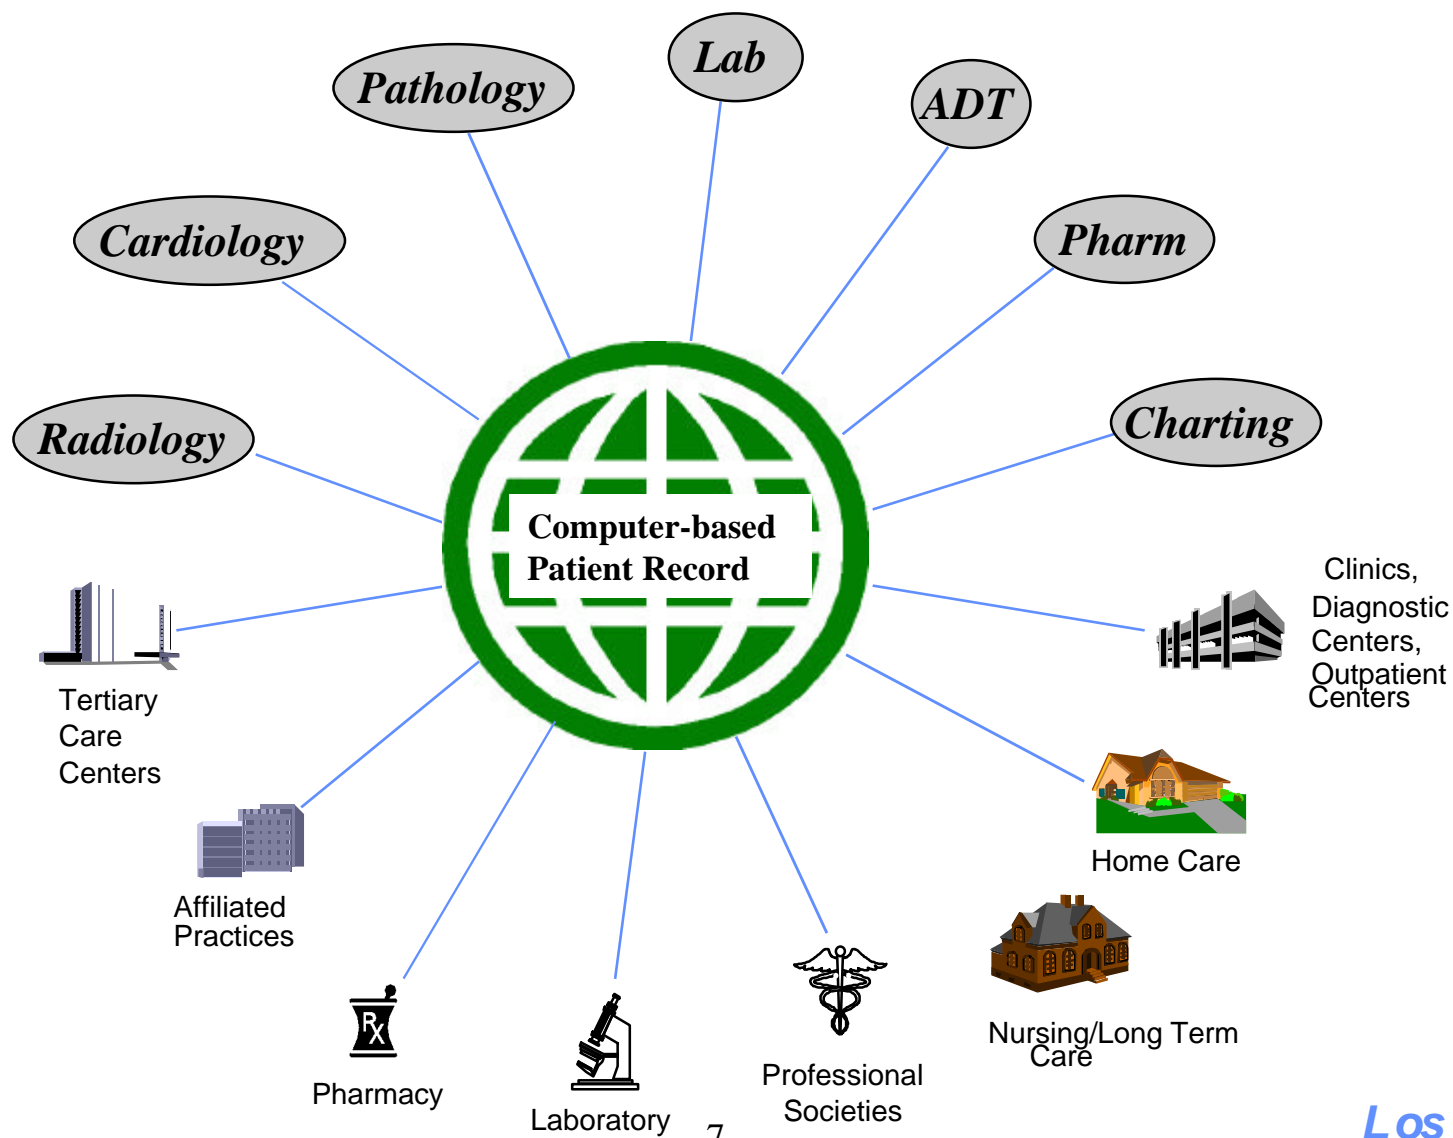 Lab
Pathology
ADT
Cardiology
Pharm
Charting
Radiology
Computer-based
Patient Record
Clinics,
Diagnostic
Centers,
Outpatient
Centers
Tertiary
Care
Centers
Home Care
Affiliated
Practices
Rx
Nursing/Long Term
Care
Professional
Societies
Pharmacy
Laboratory
7
Los